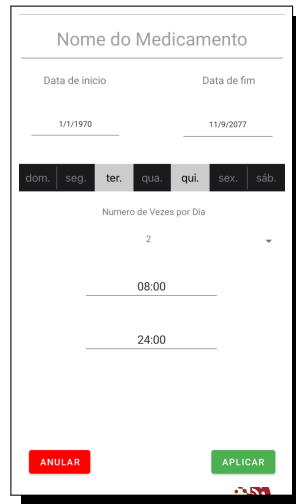 Nome do Medicamento
Data de inicio Data de fim
1/1/1970 11/9/2077
dom. seg. ter. qua. qui. sex. sáb.
Numero de Vezes por Dia
2
08:00
24:00
ANULAR APLICAR